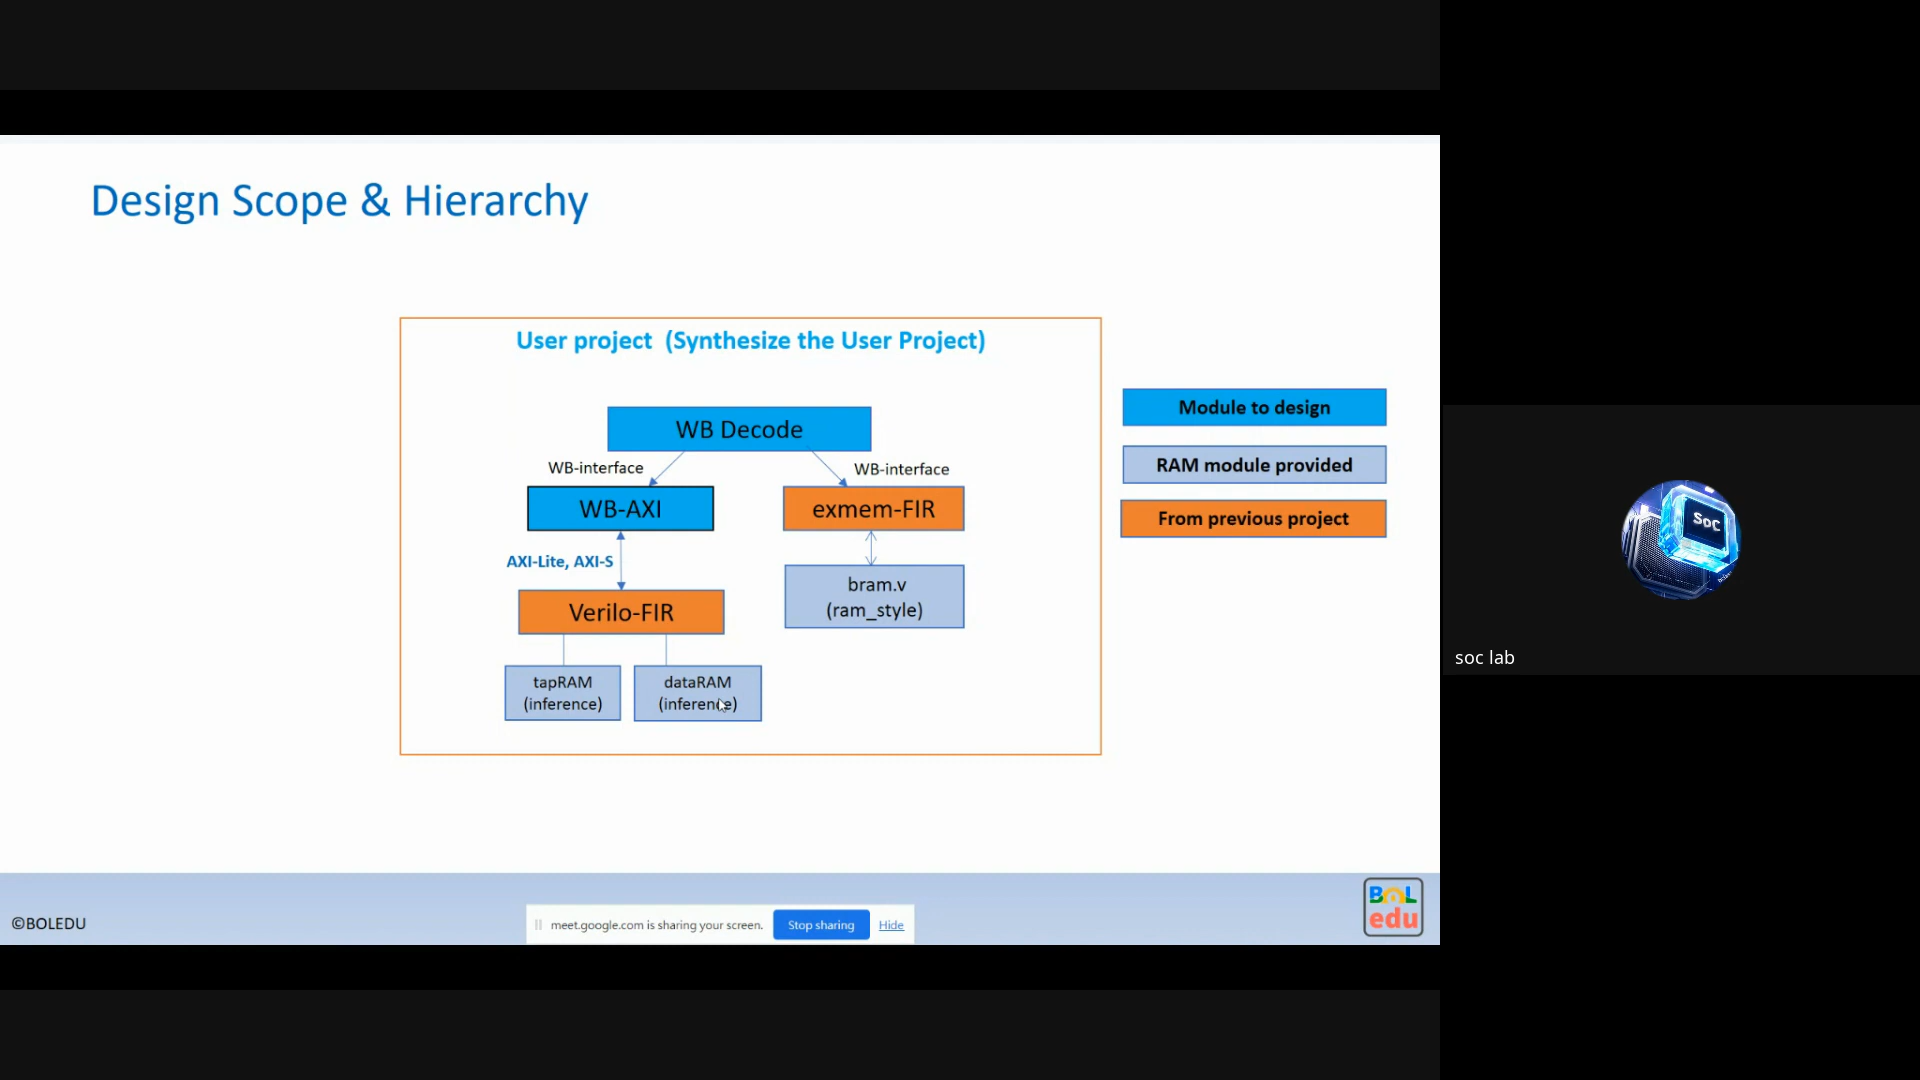 Design Scope & Hierarchy
User project (Synthesize the User Project)
WB Decode
WB-interface
WB-interface
WB-AXI
exmem-FIR
AXI-Lite, AXI-S
bram.v
(ram_style)
Verilo-FIR
tapRAM
(inference)
dataRAM
(inference)
Module to design
RAM module provided
From previous project
SoC
soc lab
©BOLEDU
meet.google.com is sharing your screen.
Stop sharing
Hide
BOL
edu